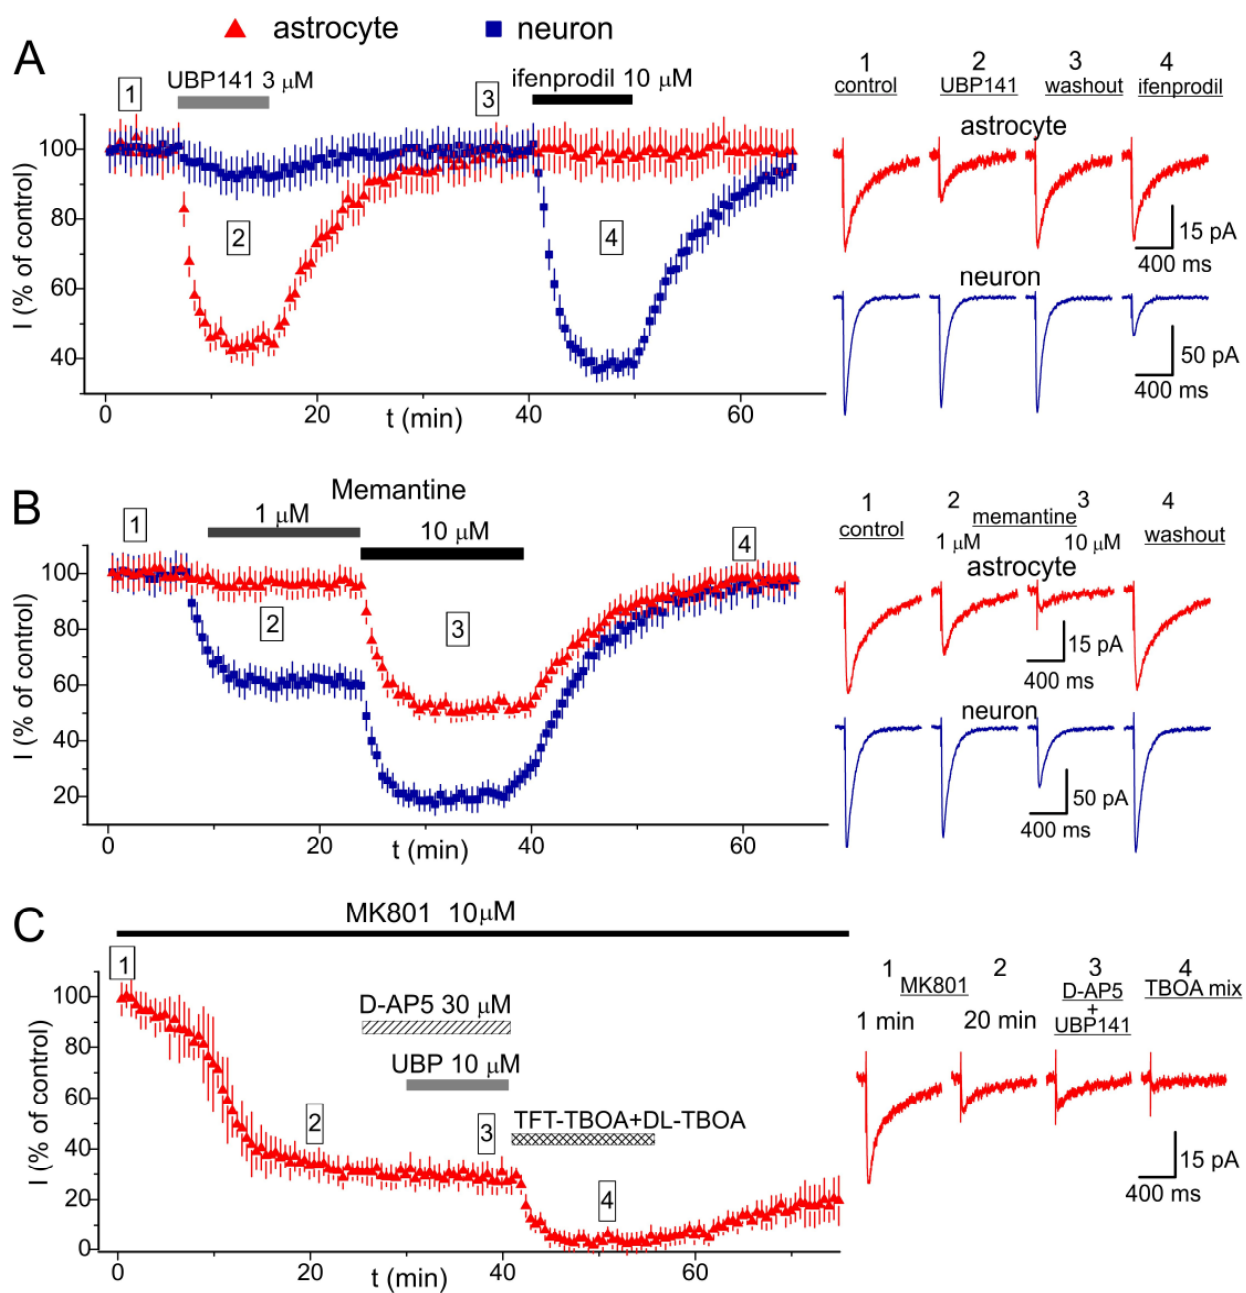 astrocyte neuron
A
UBP141 3 μM
ifenprodil 10 μM
1
3
2
4
100
80
60
40
I (% of control)
0 20 40 60
t (min)
1 2 3 4
control UBP141 washout ifenprodil
astrocyte
15 pA
400 ms
neuron
50 pA
400 ms
B
Memantine
1 μM
10 μM
1
4
2
3
100
80
60
40
20
I (% of control)
0 20 40 60
t (min)
1 2 3 4
control memantine washout
1 μM 10 μM
astrocyte
15 pA
400 ms
neuron
50 pA
400 ms
C
MK801 10μM
1
D-AP5 30 μM
UBP 10 μM
TFT-TBOA+DL-TBOA
2
3
4
100
80
60
40
20
0
I (% of control)
0 20 40 60
t (min)
1 2 3 4
MK801 D-AP5 TBOA mix
+
1 min 20 min UBP141
15 pA
400 ms